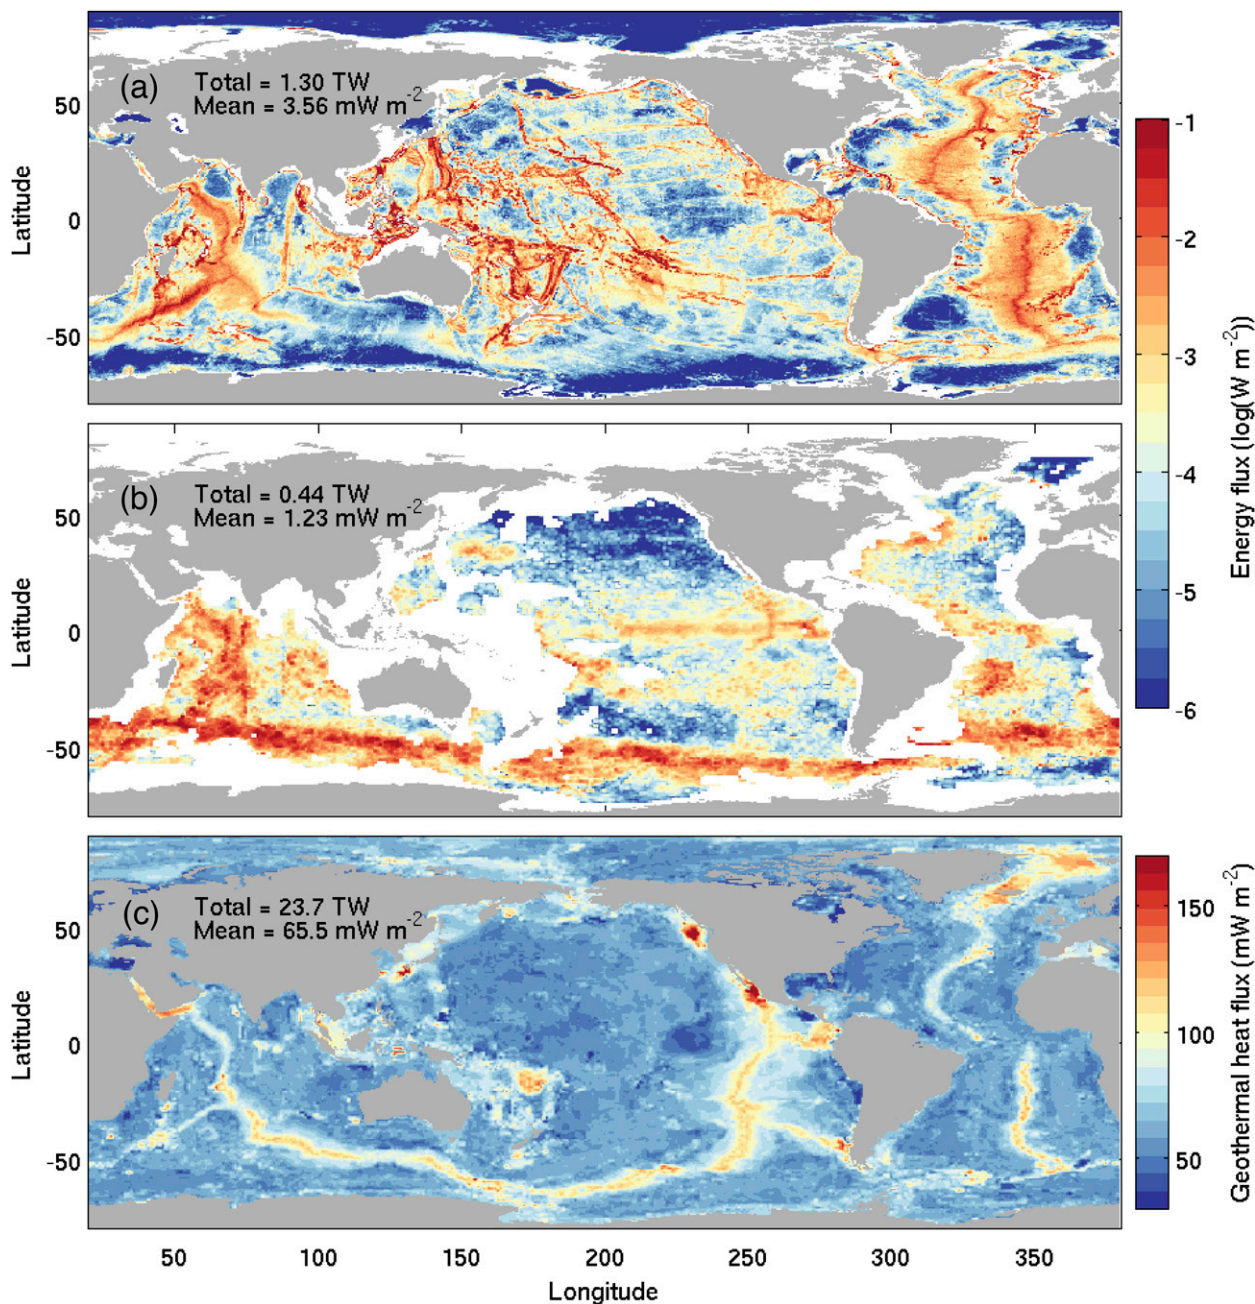 (a)
Total = 1.30 TW
Mean = 3.56 mW m⁻²
50
0
-50
Latitude
(b)
Total = 0.44 TW
Mean = 1.23 mW m⁻²
50
0
-50
Latitude
-1
-2
-3
-4
-5
-6
Energy flux (log(W m⁻²)
(c)
Total = 23.7 TW
Mean = 65.5 mW m⁻²
50
0
-50
Latitude
50
100
150
200
250
300
350
Longitude
150
100
50
Geothermal heat flux (mW m⁻²)